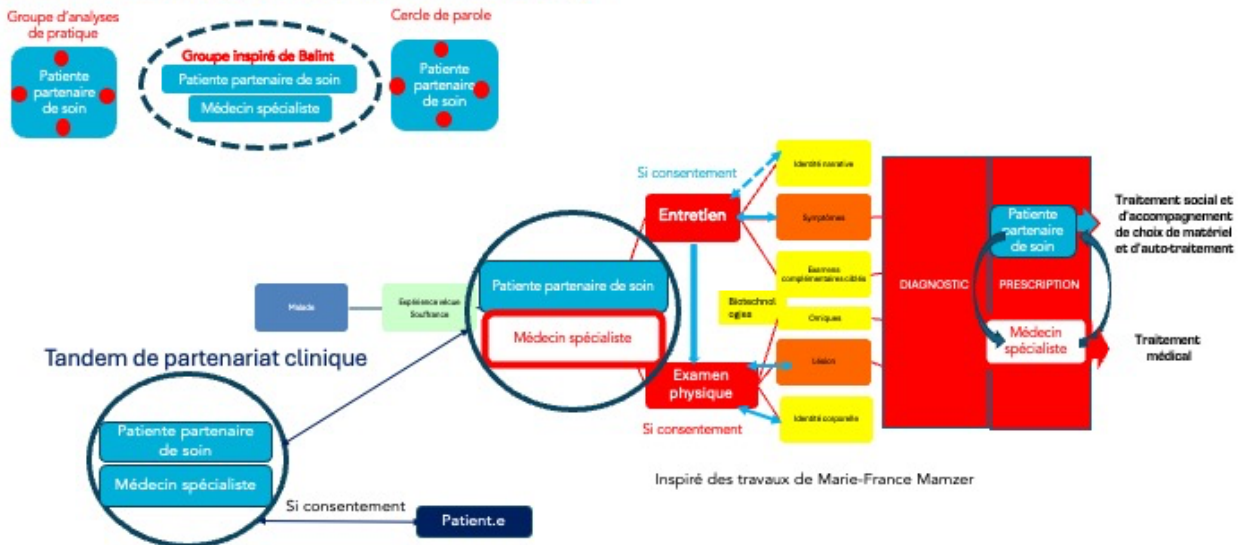 Groupe d'analyses
de pratique
Patiente
partenaire
de soin
Groupe inspiré de Balint
Patiente partenaire de soin
Médecin spécialiste
Cercle de parole
Patiente
partenaire
de soin
Malade
Expérience vécue
Souffrance
Patiente partenaire de soin
Médecin spécialiste
Si consentement
Entretien
Examen
physique
Si consentement
Identité narrative
Symptômes
Examens
complémentaires ciblés
Biotechnol
ogies
Omiques
Lésion
Identité corporelle
DIAGNOSTIC
PRESCRIPTION
Patiente
partenaire
de soin
Médecin
spécialiste
Traitement social et
d'accompagnement
de choix de matériel
et d'auto-traitement
Traitement
médical
Tandem de partenariat clinique
Patiente partenaire
de soin
Médecin spécialiste
Si consentement
Patient.e
Inspiré des travaux de Marie-France Mamzer